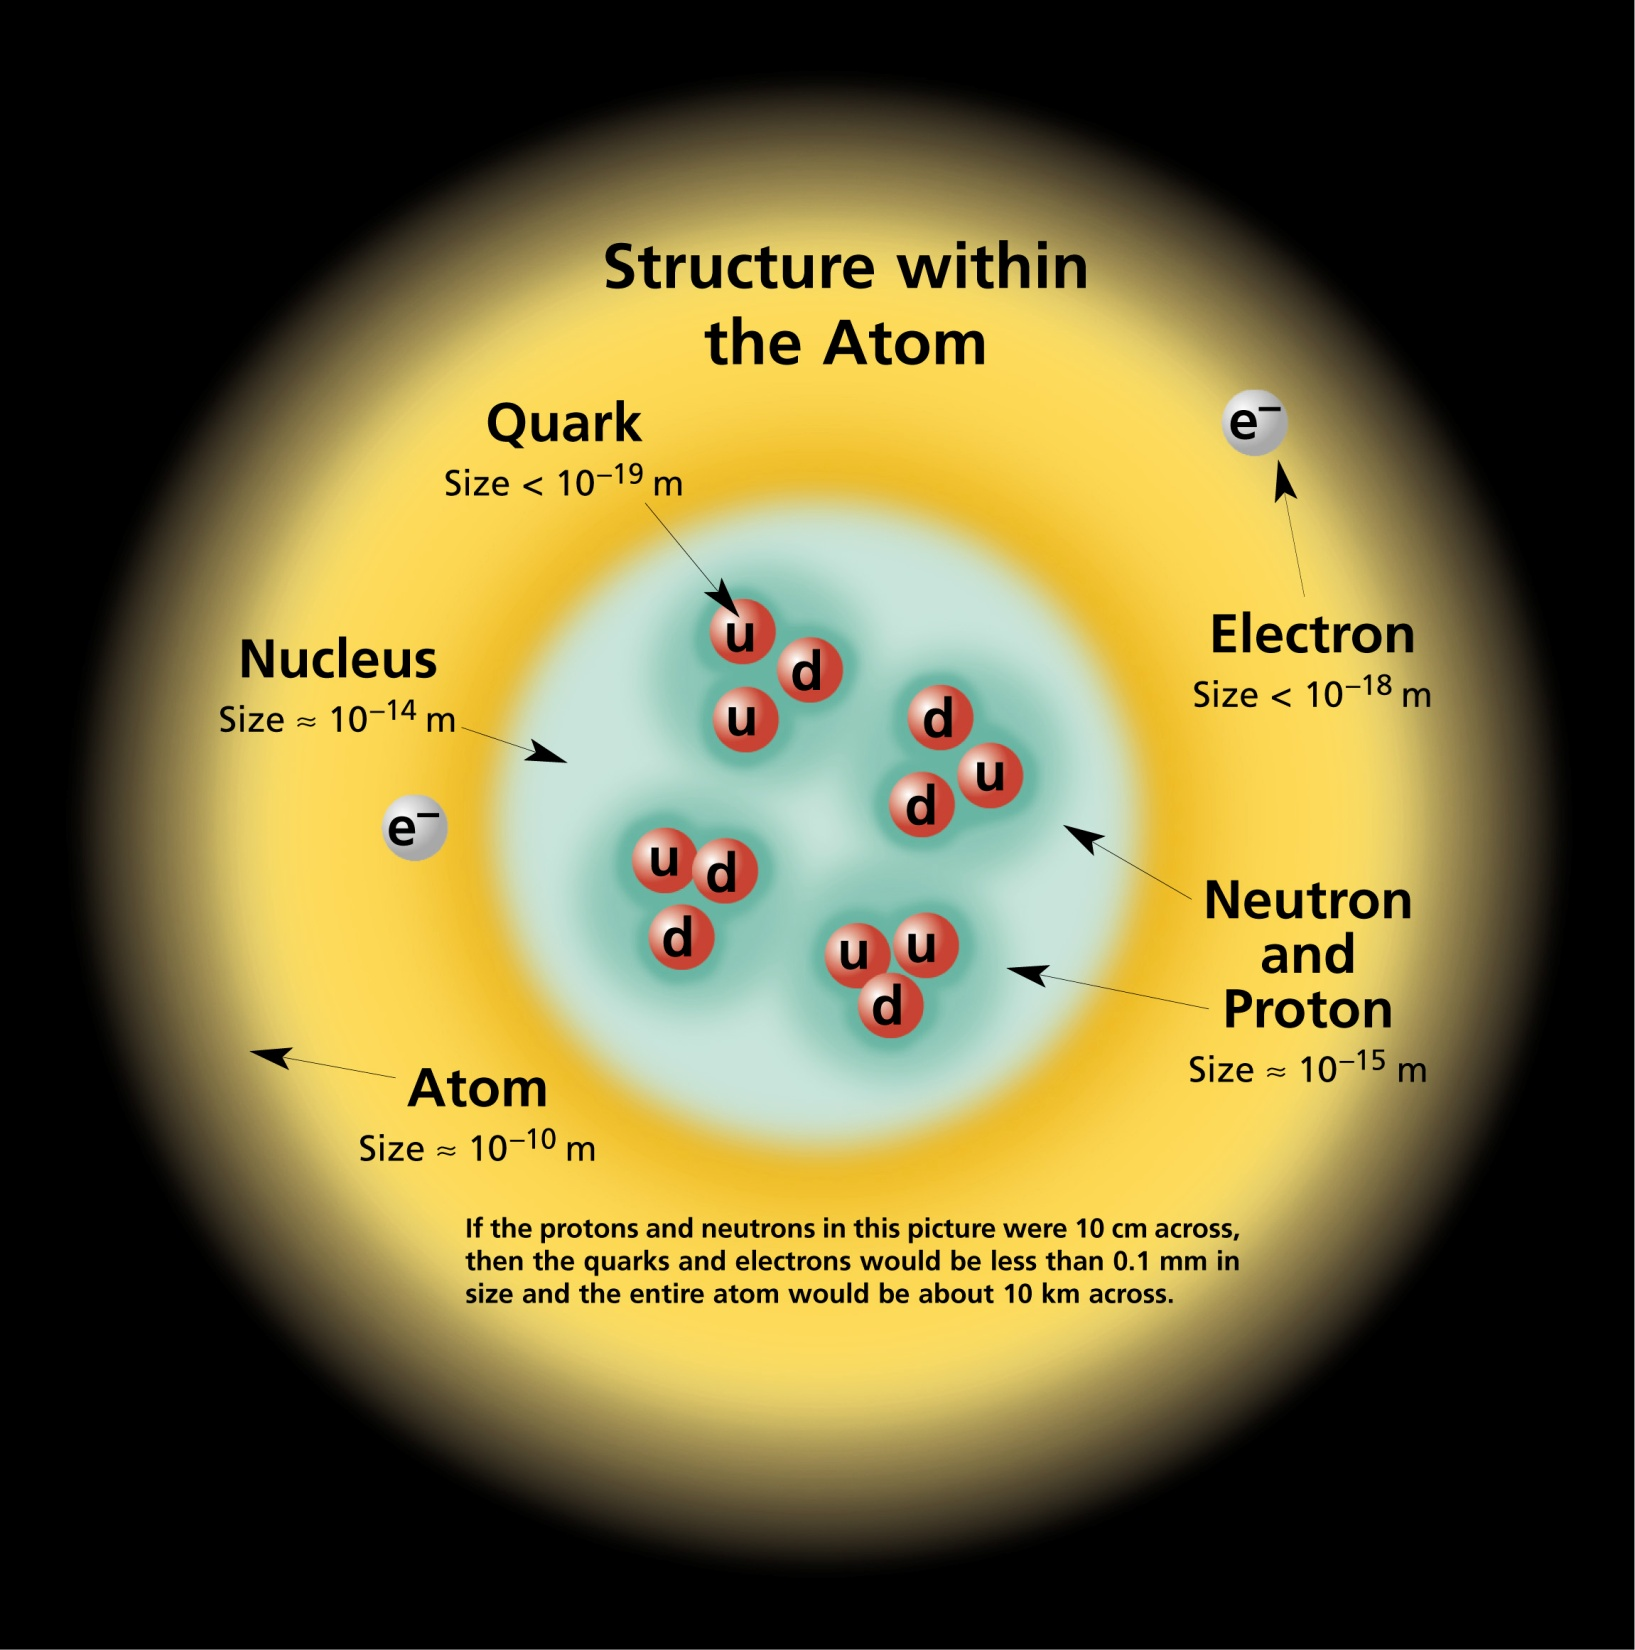 Structure within
the Atom
Quark
Size < 10⁻¹⁹ m
e⁻
Electron
Size < 10⁻¹⁸ m
Nucleus
Size ≈ 10⁻¹⁴ m
u
d
u
d
u
d
e⁻
u
d
d
u
u
d
Neutron
and
Proton
Size ≈ 10⁻¹⁵ m
Atom
Size ≈ 10⁻¹⁰ m
If the protons and neutrons in this picture were 10 cm across,
then the quarks and electrons would be less than 0.1 mm in
size and the entire atom would be about 10 km across.